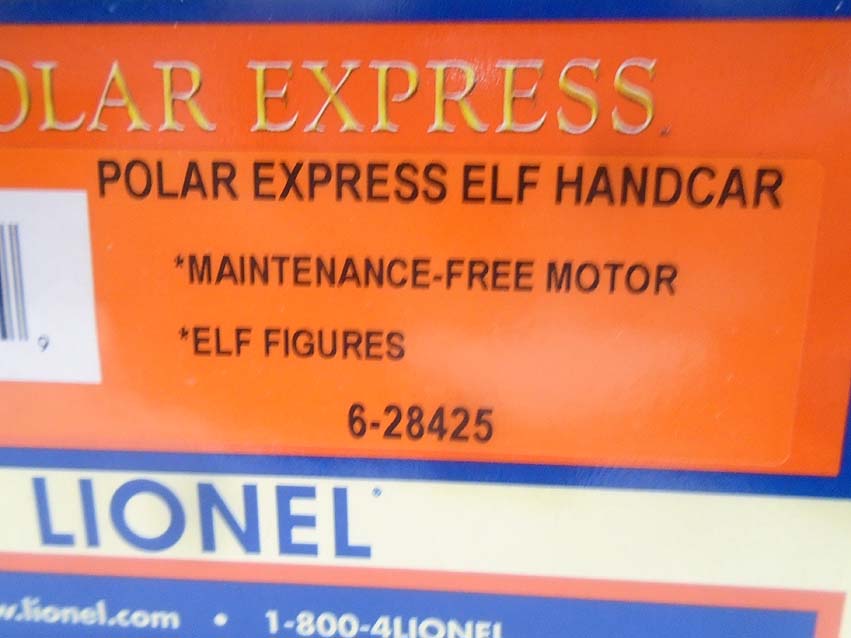 OLAR EXPRESS
POLAR EXPRESS ELF HANDCAR
*MAINTENANCE-FREE MOTOR
*ELF FIGURES
9
6-28425
LIONEL
w.lionel.com • 1-800-4LIONEL